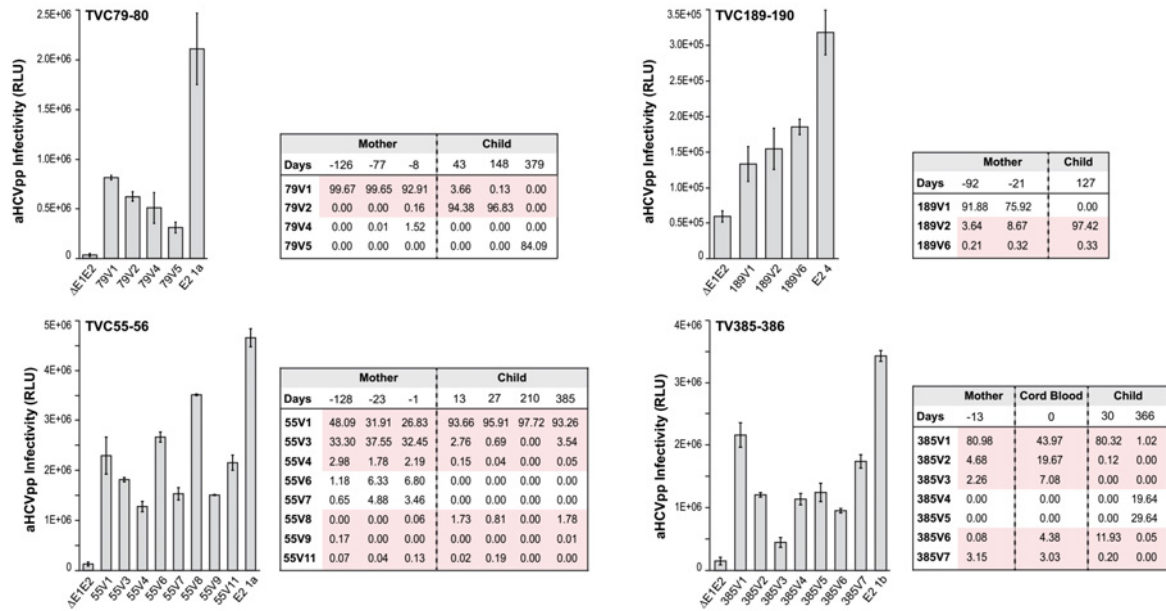 TVC79-80
aHCVpp Infectivity (RLU)
2.5E+06
2.0E+06
1.5E+06
1.0E+06
0.5E+06
0.0
ΔE1E2 79V1 79V2 79V4 79V5 E2 1a
Mother Child
Days -126 -77 -8 43 148 379
79V1 99.67 99.65 92.91 3.66 0.13 0.00
79V2 0.00 0.00 0.16 94.38 96.83 0.00
79V4 0.00 0.01 1.52 0.00 0.00 0.00
79V5 0.00 0.00 0.00 0.00 0.00 84.09
TVC189-190
aHCVpp Infectivity (RLU)
3.5E+05
3.0E+05
2.5E+05
2.0E+05
1.5E+05
1.0E+05
0.5E+05
0.0
ΔE1E2 189V1 189V2 189V6 E2 4
Mother Child
Days -92 -21 127
189V1 91.88 75.92 0.00
189V2 3.64 8.67 97.42
189V6 0.21 0.32 0.33
TVC55-56
aHCVpp Infectivity (RLU)
5E+06
4E+06
3E+06
2E+06
1E+06
0.0
ΔE1E2 55V1 55V3 55V4 55V6 55V7 55V8 55V9 55V11 E2 1a
Mother Child
Days -128 -23 -1 13 27 210 385
55V1 48.09 31.91 26.83 93.66 95.91 97.72 93.26
55V3 33.30 37.55 32.45 2.76 0.69 0.00 3.54
55V4 2.98 1.78 2.19 0.15 0.04 0.00 0.05
55V6 1.18 6.33 6.80 0.00 0.00 0.00 0.00
55V7 0.65 4.88 3.46 0.00 0.00 0.00 0.00
55V8 0.00 0.00 0.06 1.73 0.81 0.00 1.78
55V9 0.17 0.00 0.00 0.00 0.00 0.00 0.01
55V11 0.07 0.04 0.13 0.02 0.19 0.00 0.00
TV385-386
aHCVpp Infectivity (RLU)
4E+06
3E+06
2E+06
1E+06
0.0
ΔE1E2 385V1 385V2 385V3 385V4 385V5 385V6 385V7 E2 1b
Mother Cord Blood Child
Days -13 0 30 366
385V1 80.98 43.97 80.32 1.02
385V2 4.68 19.67 0.12 0.00
385V3 2.26 7.08 0.00 0.00
385V4 0.00 0.00 0.00 19.64
385V5 0.00 0.00 0.00 29.64
385V6 0.08 4.38 11.93 0.05
385V7 3.15 3.03 0.20 0.00